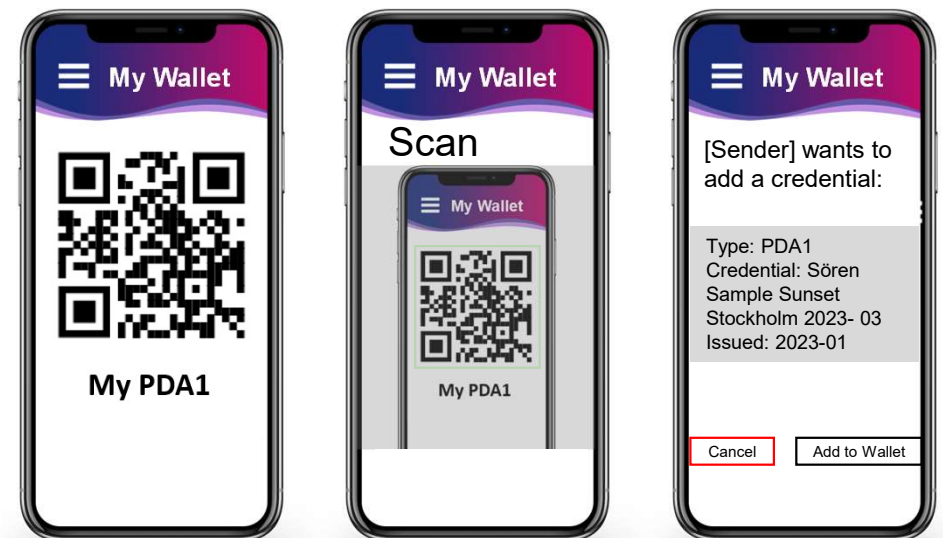 My Wallet
My PDA1
My Wallet
Scan
My Wallet
My PDA1
My Wallet
[Sender] wants to
add a credential:
Type: PDA1
Credential: Sören
Sample Sunset
Stockholm 2023- 03
Issued: 2023-01
Cancel
Add to Wallet